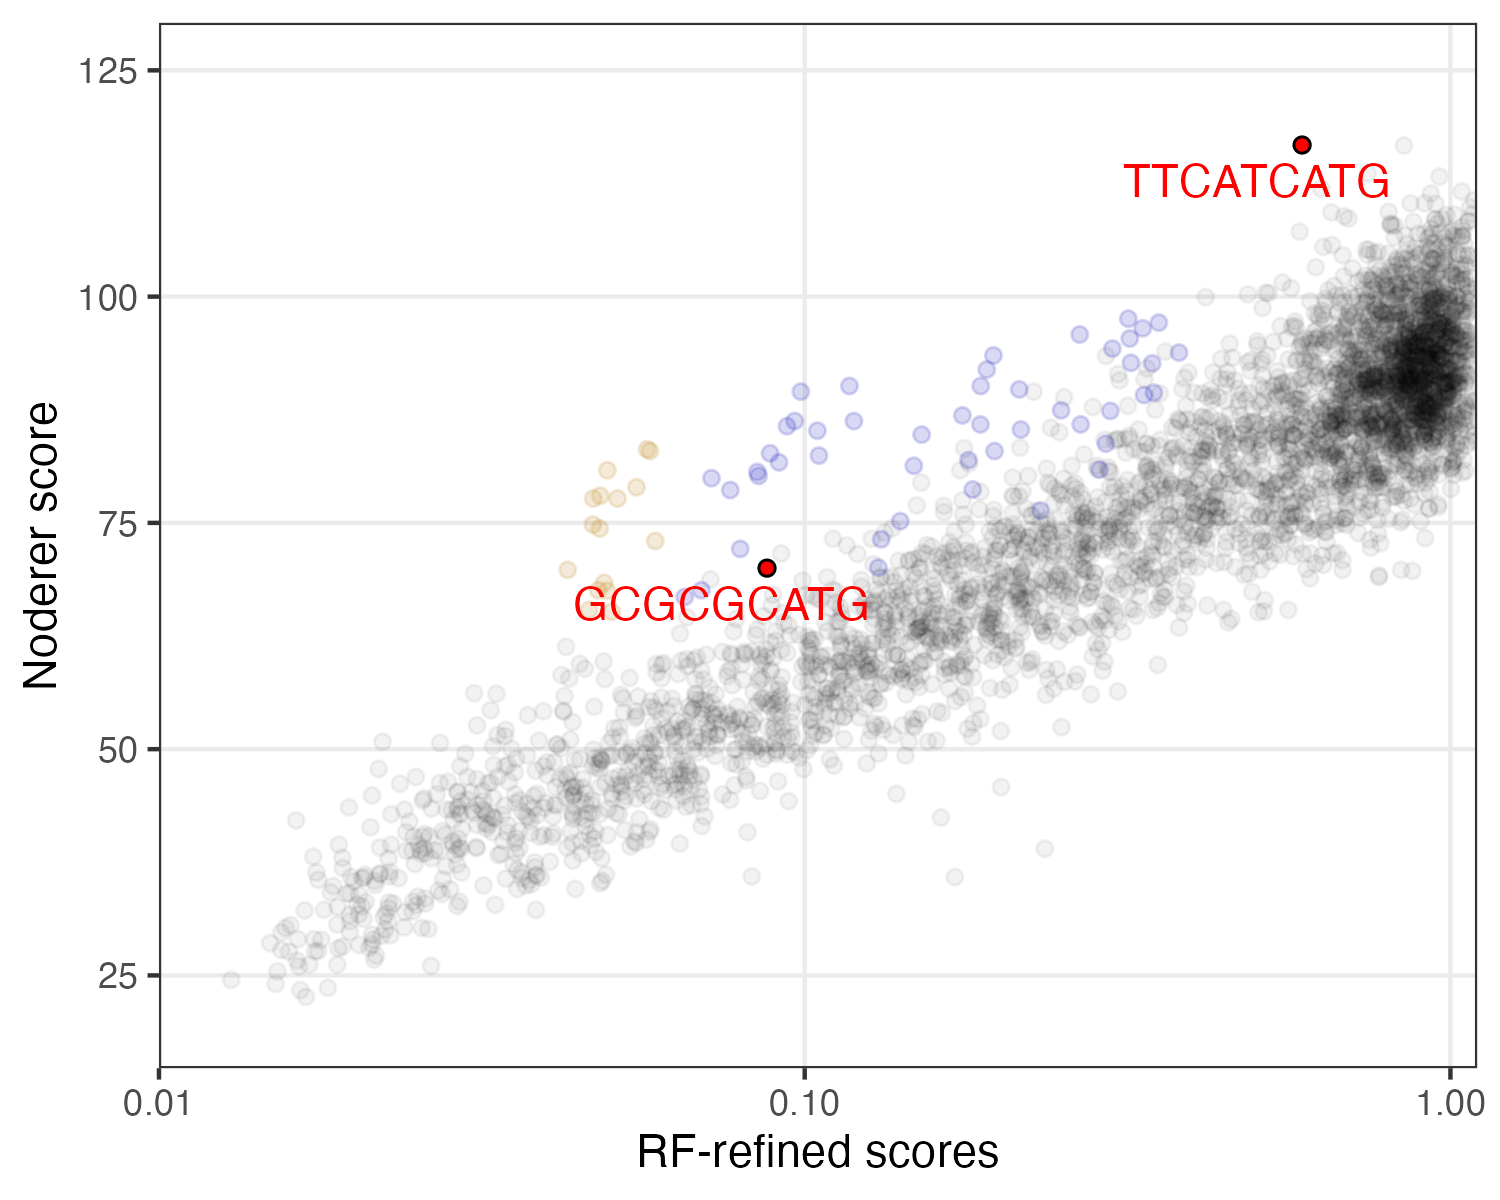 125
TTCATCATG
100
Noderer score
75
GCGCGCATG
50
25
0.01
0.10
1.00
RF-refined scores